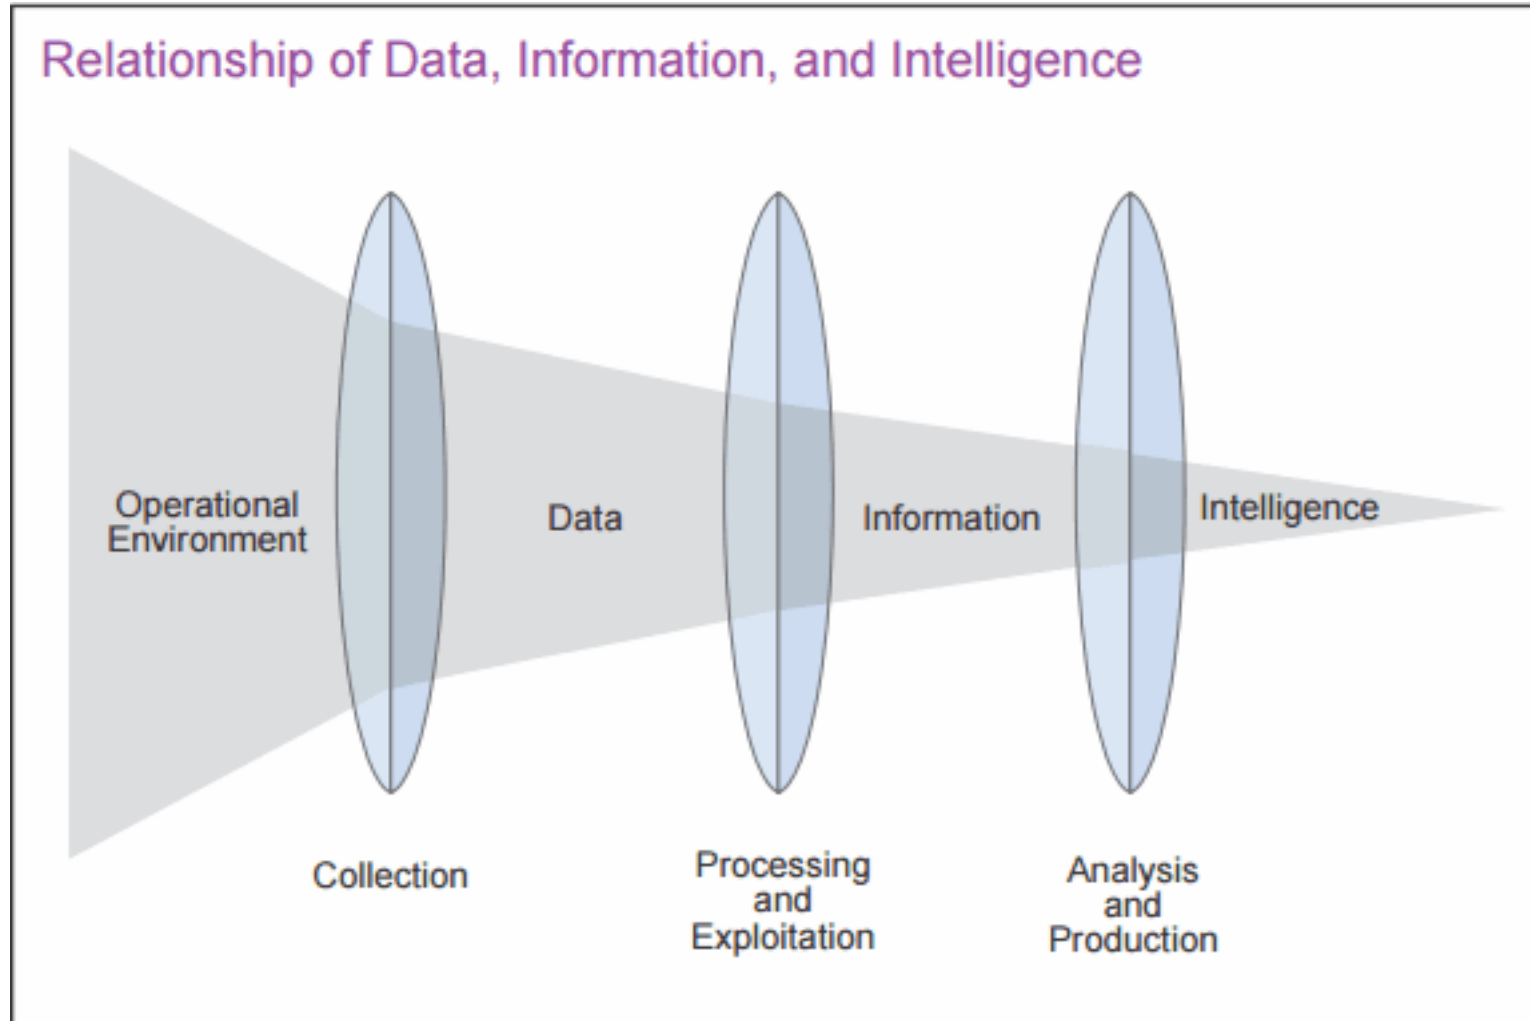 Relationship of Data, Information, and Intelligence
Operational
Environment
Data
Information
Intelligence
Collection
Processing
and
Exploitation
Analysis
and
Production